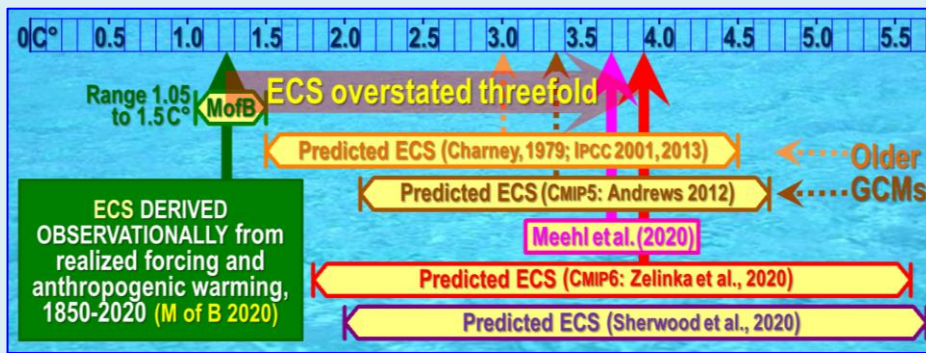 0 C° 0.5 1.0 1.5 2.0 2.5 3.0 3.5 4.0 4.5 5.0 5.5
Range 1.05
to 1.5 C°
MofB
ECS overstated threefold
Predicted ECS (Charney, 1979; IPCC 2001, 2013)
Older
GCMs
Predicted ECS (CMIP5: Andrews 2012)
Meehl et al. (2020)
Predicted ECS (CMIP6: Zelinka et al., 2020)
Predicted ECS (Sherwood et al., 2020)
ECS DERIVED
OBSERVATIONALLY from
realized forcing and
anthropogenic warming,
1850-2020 (M of B 2020)